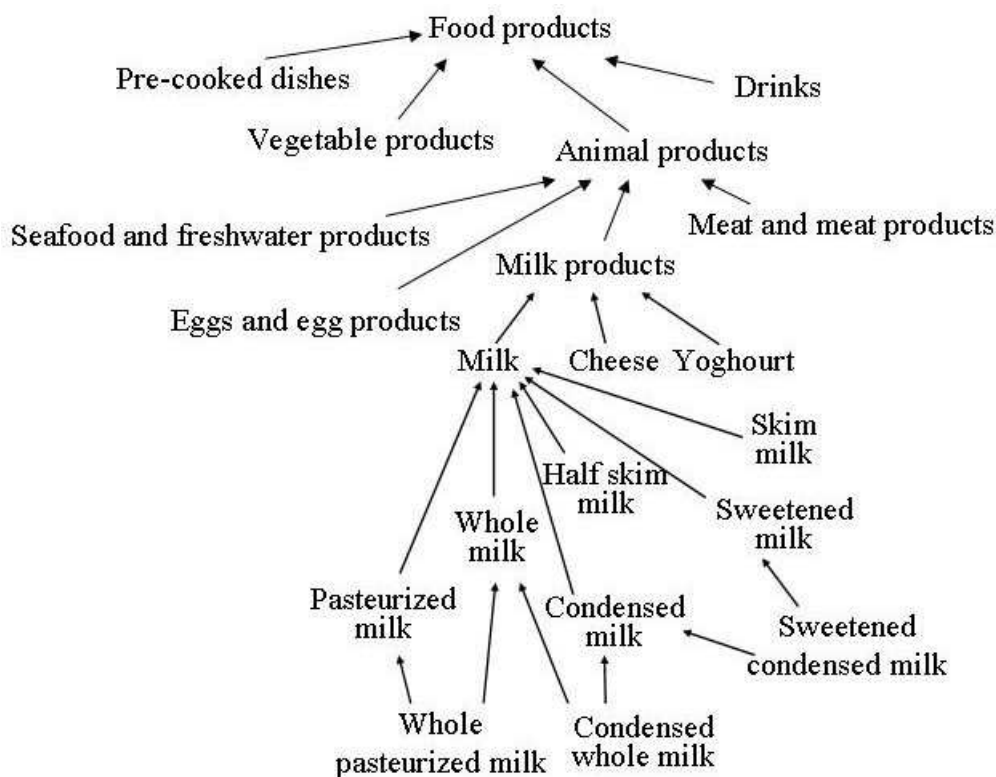 Food products
Pre-cooked dishes
Drinks
Vegetable products
Animal products
Seafood and freshwater products
Meat and meat products
Milk products
Eggs and egg products
Milk
Cheese
Yoghourt
Skim
milk
Half skim
milk
Sweetened
milk
Whole
milk
Pasteurized
milk
Condensed
milk
Sweetened
condensed milk
Whole
pasteurized milk
Condensed
whole milk